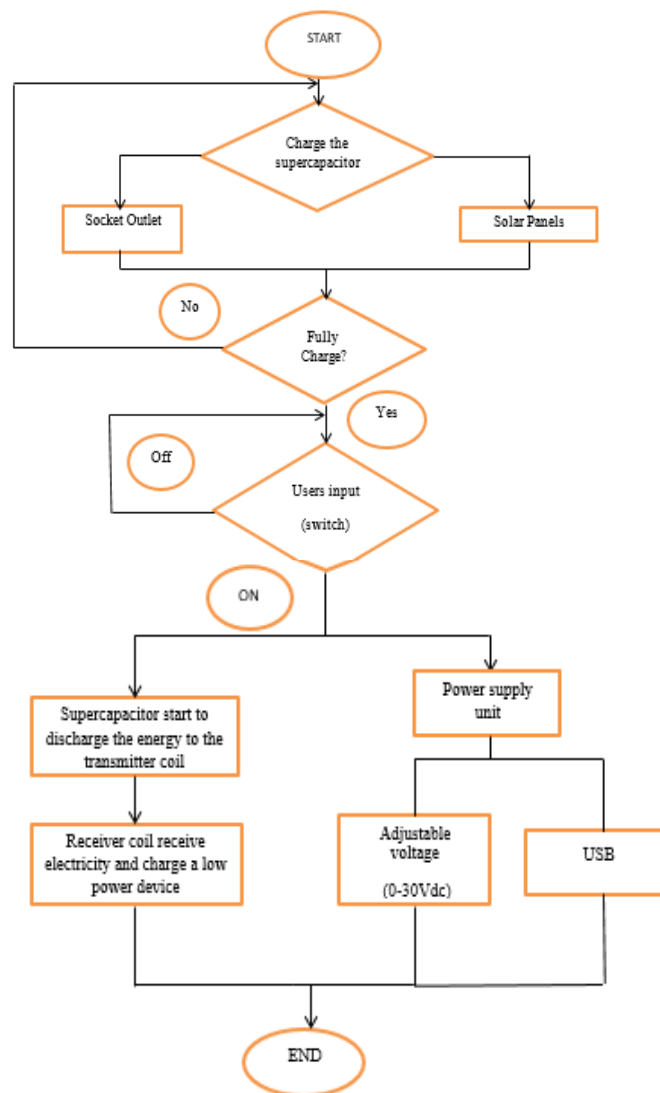 START
Charge the
supercapacitor
Socket Outlet
Solar Panels
No
Fully
Charge?
Yes
Off
Users input
(switch)
ON
Power supply
unit
Supercapacitor start to
discharge the energy to the
transmitter coil
Receiver coil receive
electricity and charge a low
power device
Adjustable
voltage
(0-30Vdc)
USB
END